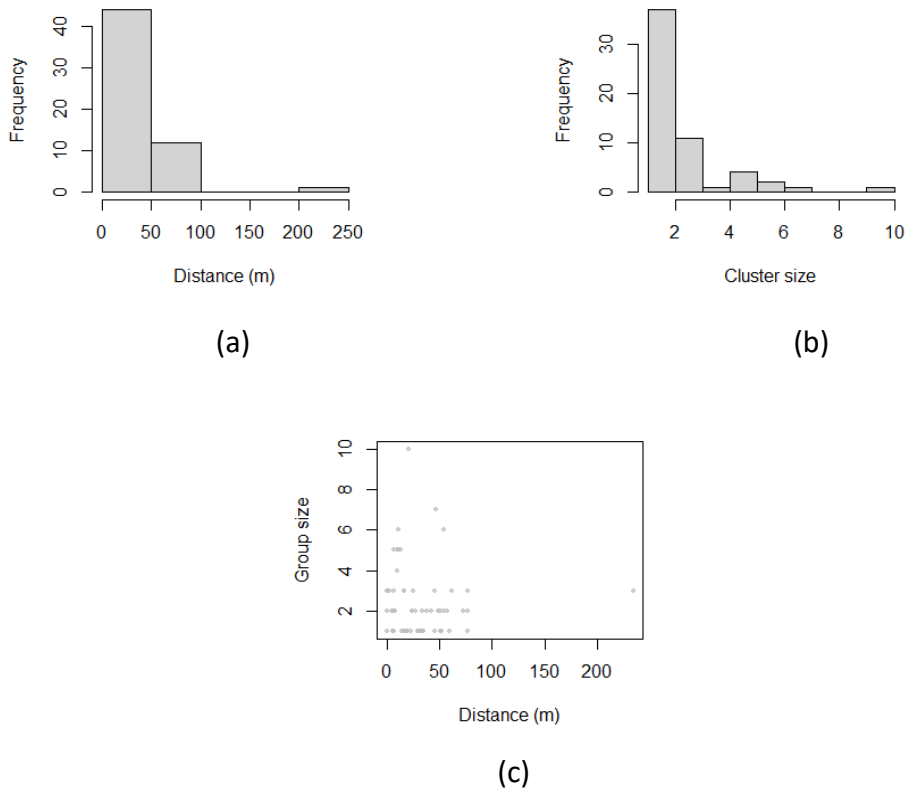 Frequency
0 10 20 30 40
0 50 100 150 200 250
Distance (m)
(a)
Frequency
0 10 30
2 4 6 8 10
Cluster size
(b)
Group size
2 4 6 8 10
0 50 100 150 200
Distance (m)
(c)